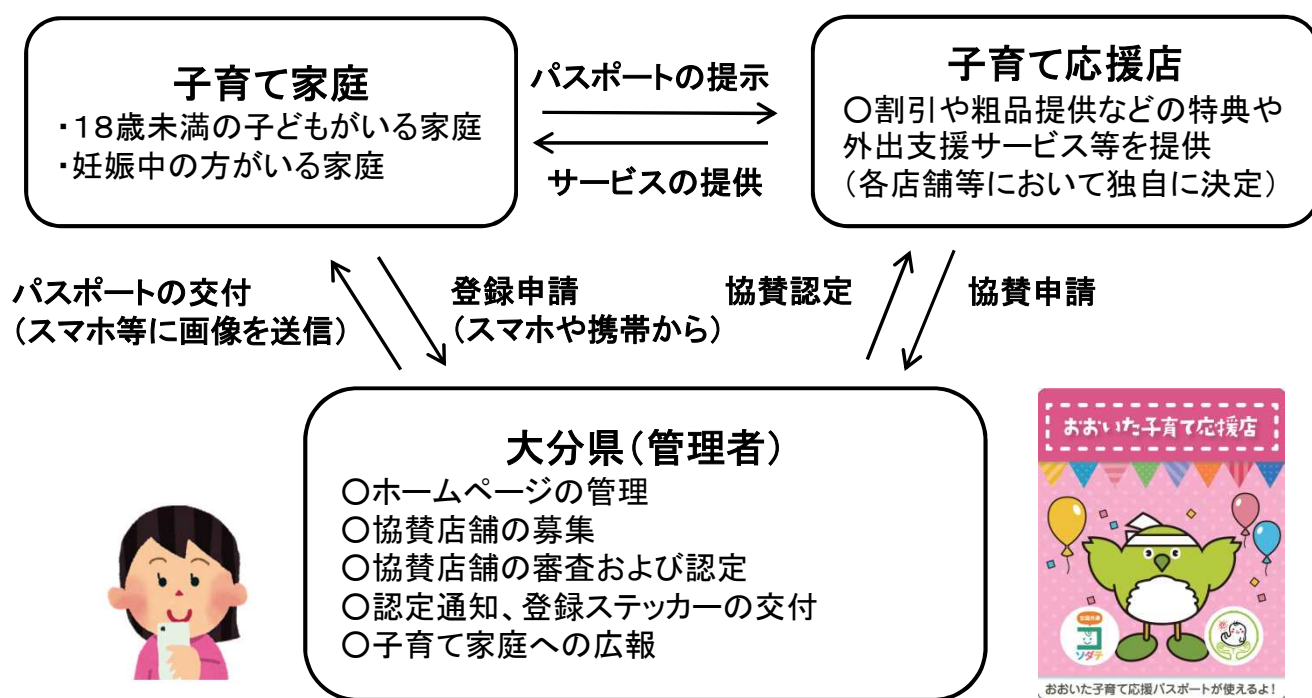 子育て家庭
・18歳未満の子どもがいる家庭
・妊娠中の方がいる家庭
パスポートの提示
サービスの提供
子育て応援店
○割引や粗品提供などの特典や
外出支援サービス等を提供
(各店舗等において独自に決定)
パスポートの交付
(スマホ等に画像を送信)
登録申請
(スマホや携帯から)
協賛認定
協賛申請
大分県(管理者)
○ホームページの管理
○協賛店舗の募集
○協賛店舗の審査および認定
○認定通知、登録ステッカーの交付
○子育て家庭への広報
おおいた子育て応援店
コソダテ
おおいた子育て応援パスポートが使えるよ!